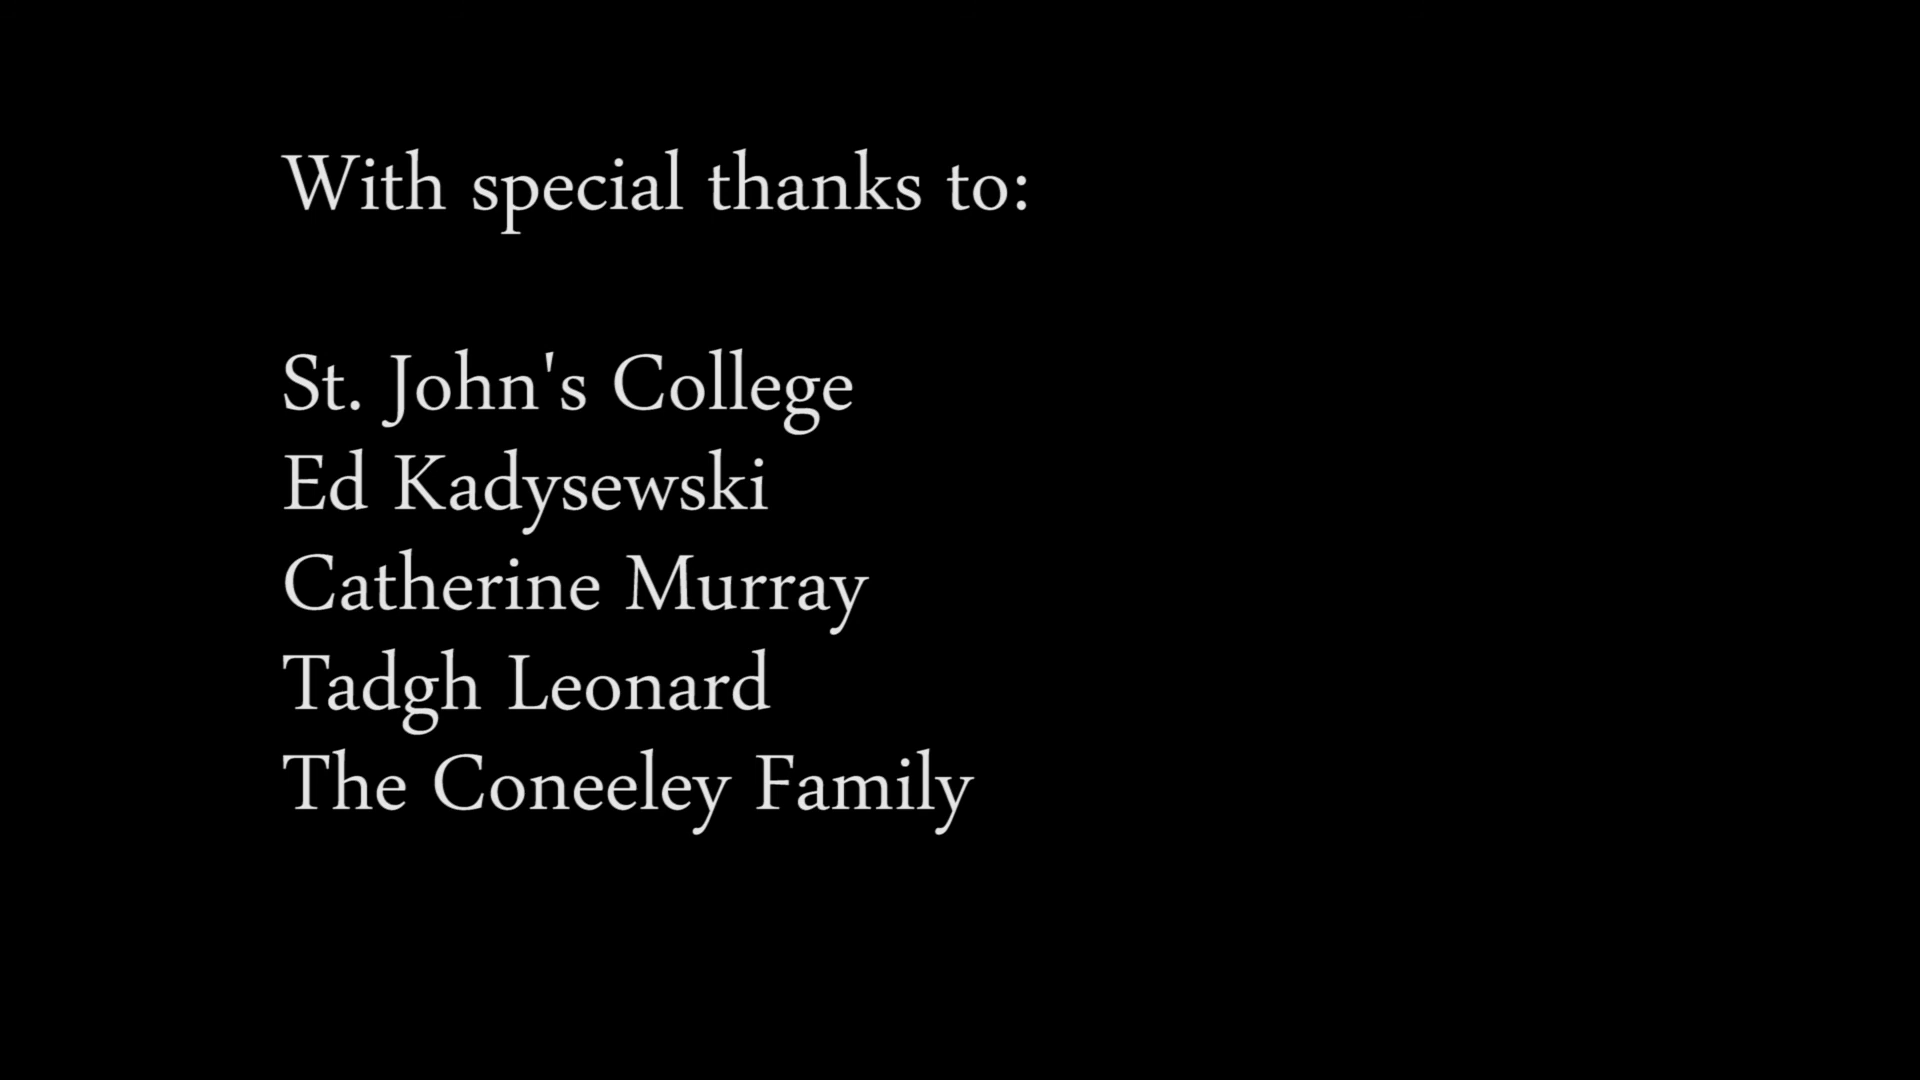 With special thanks to:
St. John's College
Ed Kadysewski
Catherine Murray
Tadgh Leonard
The Coneeley Family